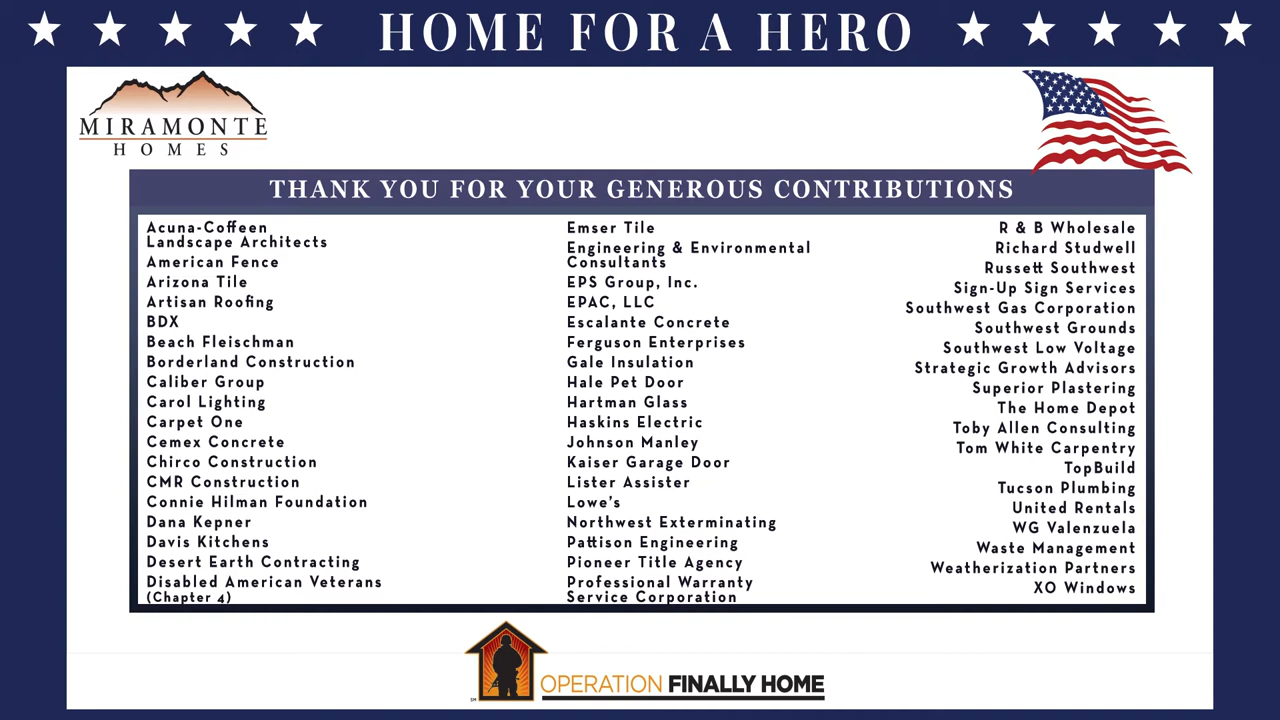 HOME FOR A HERO
MIRAMONTE
HOMES
THANK YOU FOR YOUR GENEROUS CONTRIBUTIONS
Acuna-Coffeen
Landscape Architects
American Fence
Arizona Tile
Artisan Roofing
BDX
Beach Fleischman
Borderland Construction
Caliber Group
Carol Lighting
Carpet One
Cemex Concrete
Chirco Construction
CMR Construction
Connie Hilman Foundation
Dana Kepner
Davis Kitchens
Desert Earth Contracting
Disabled American Veterans
(Chapter 4)
Emser Tile
Engineering & Environmental
Consultants
EPS Group, Inc.
EPAC, LLC
Escalante Concrete
Ferguson Enterprises
Gale Insulation
Hale Pet Door
Hartman Glass
Haskins Electric
Johnson Manley
Kaiser Garage Door
Lister Assister
Lowe's
Northwest Exterminating
Pattison Engineering
Pioneer Title Agency
Professional Warranty
Service Corporation
R & B Wholesale
Richard Studwell
Russett Southwest
Sign-Up Sign Services
Southwest Gas Corporation
Southwest Grounds
Southwest Low Voltage
Strategic Growth Advisors
Superior Plastering
The Home Depot
Toby Allen Consulting
Tom White Carpentry
TopBuild
Tucson Plumbing
United Rentals
WG Valenzuela
Waste Management
Weatherization Partners
XO Windows
SM
OPERATION FINALLY HOME